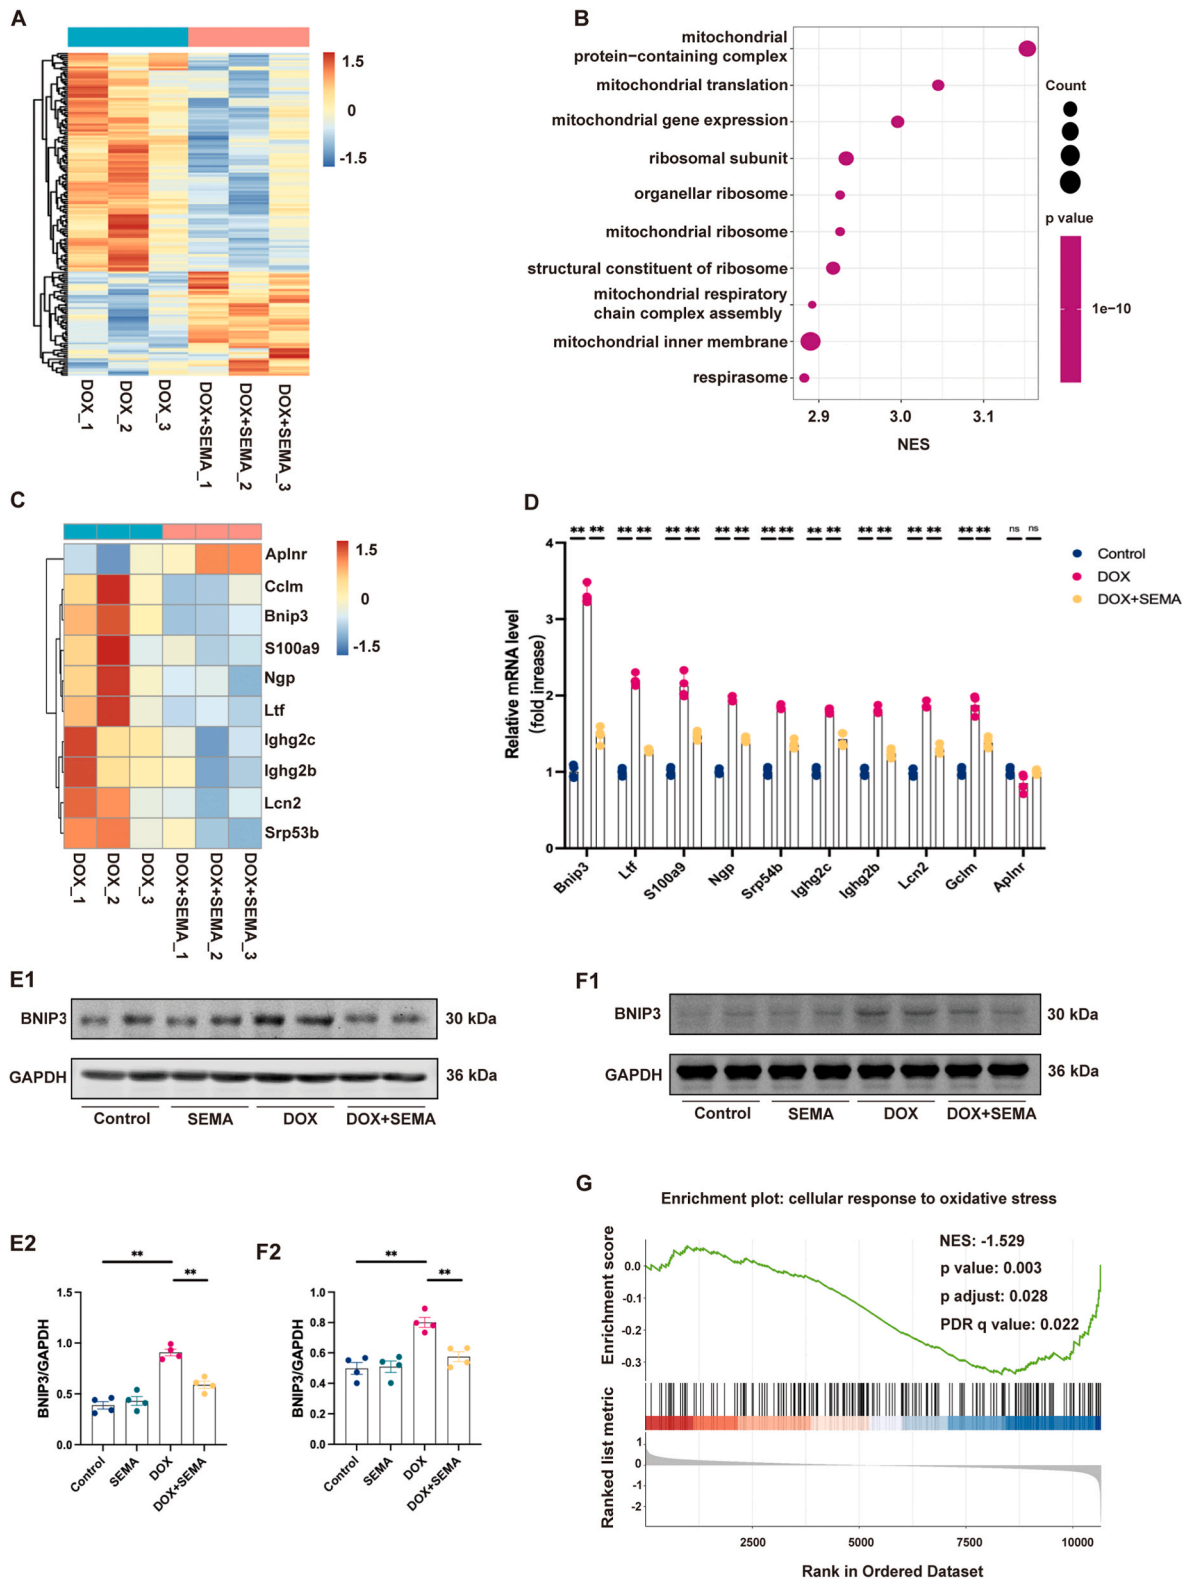 A
1.5
0
-1.5
DOX_1
DOX_2
DOX_3
DOX+SEMA_1
DOX+SEMA_2
DOX+SEMA_3
B
mitochondrial
protein−containing complex
mitochondrial translation
mitochondrial gene expression
ribosomal subunit
organellar ribosome
mitochondrial ribosome
structural constituent of ribosome
mitochondrial respiratory
chain complex assembly
mitochondrial inner membrane
respirasome
2.9
3.0
3.1
NES
Count
p value
1e−10
C
Aplnr
Cclm
Bnip3
S100a9
Ngp
Ltf
Ighg2c
Ighg2b
Lcn2
Srp53b
1.5
0
-1.5
DOX_1
DOX_2
DOX_3
DOX+SEMA_1
DOX+SEMA_2
DOX+SEMA_3
D
** ** ** ** ** ** ** ** ** ** ** ** ** ** ** ** ** ** ns ns
4
3
2
1
0
Relative mRNA level
(fold inrease)
Bnip3
Ltf
S100a9
Ngp
Srp54b
Ighg2c
Ighg2b
Lcn2
Gclm
Aplnr
Control
DOX
DOX+SEMA
E1
BNIP3
30 kDa
GAPDH
36 kDa
Control
SEMA
DOX
DOX+SEMA
F1
BNIP3
30 kDa
GAPDH
36 kDa
Control
SEMA
DOX
DOX+SEMA
E2
**
**
1.5
1.0
0.5
0.0
BNIP3/GAPDH
Control
SEMA
DOX
DOX+SEMA
F2
**
**
1.0
0.8
0.6
0.4
0.2
0.0
BNIP3/GAPDH
Control
SEMA
DOX
DOX+SEMA
G
Enrichment plot: cellular response to oxidative stress
NES: -1.529
p value: 0.003
p adjust: 0.028
PDR q value: 0.022
0.0
-0.1
-0.2
-0.3
Enrichment score
Ranked list metric
1
0
-1
-2
2500
5000
7500
10000
Rank in Ordered Dataset